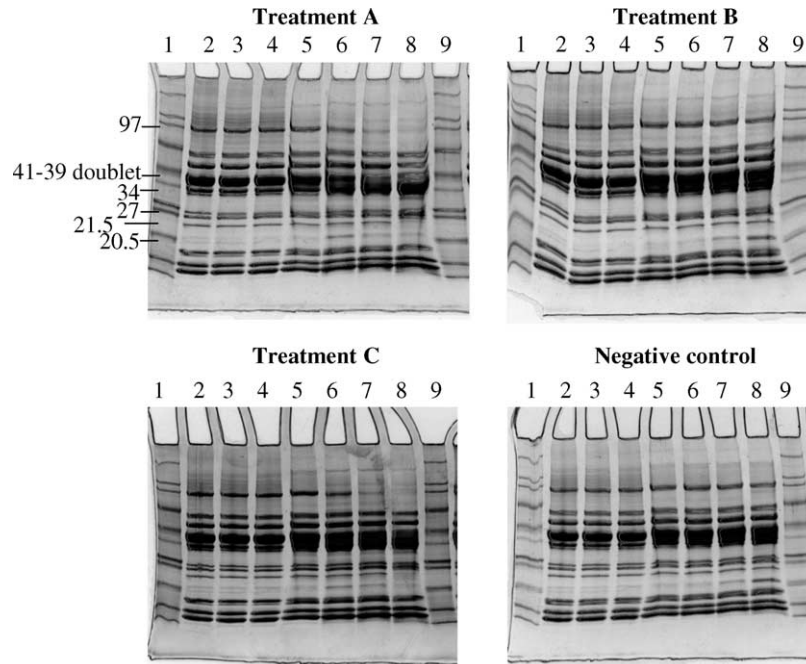 Treatment A
1 2 3 4 5 6 7 8 9
97
41-39 doublet
34
27
21.5
20.5
Treatment B
1 2 3 4 5 6 7 8 9
Treatment C
1 2 3 4 5 6 7 8 9
Negative control
1 2 3 4 5 6 7 8 9